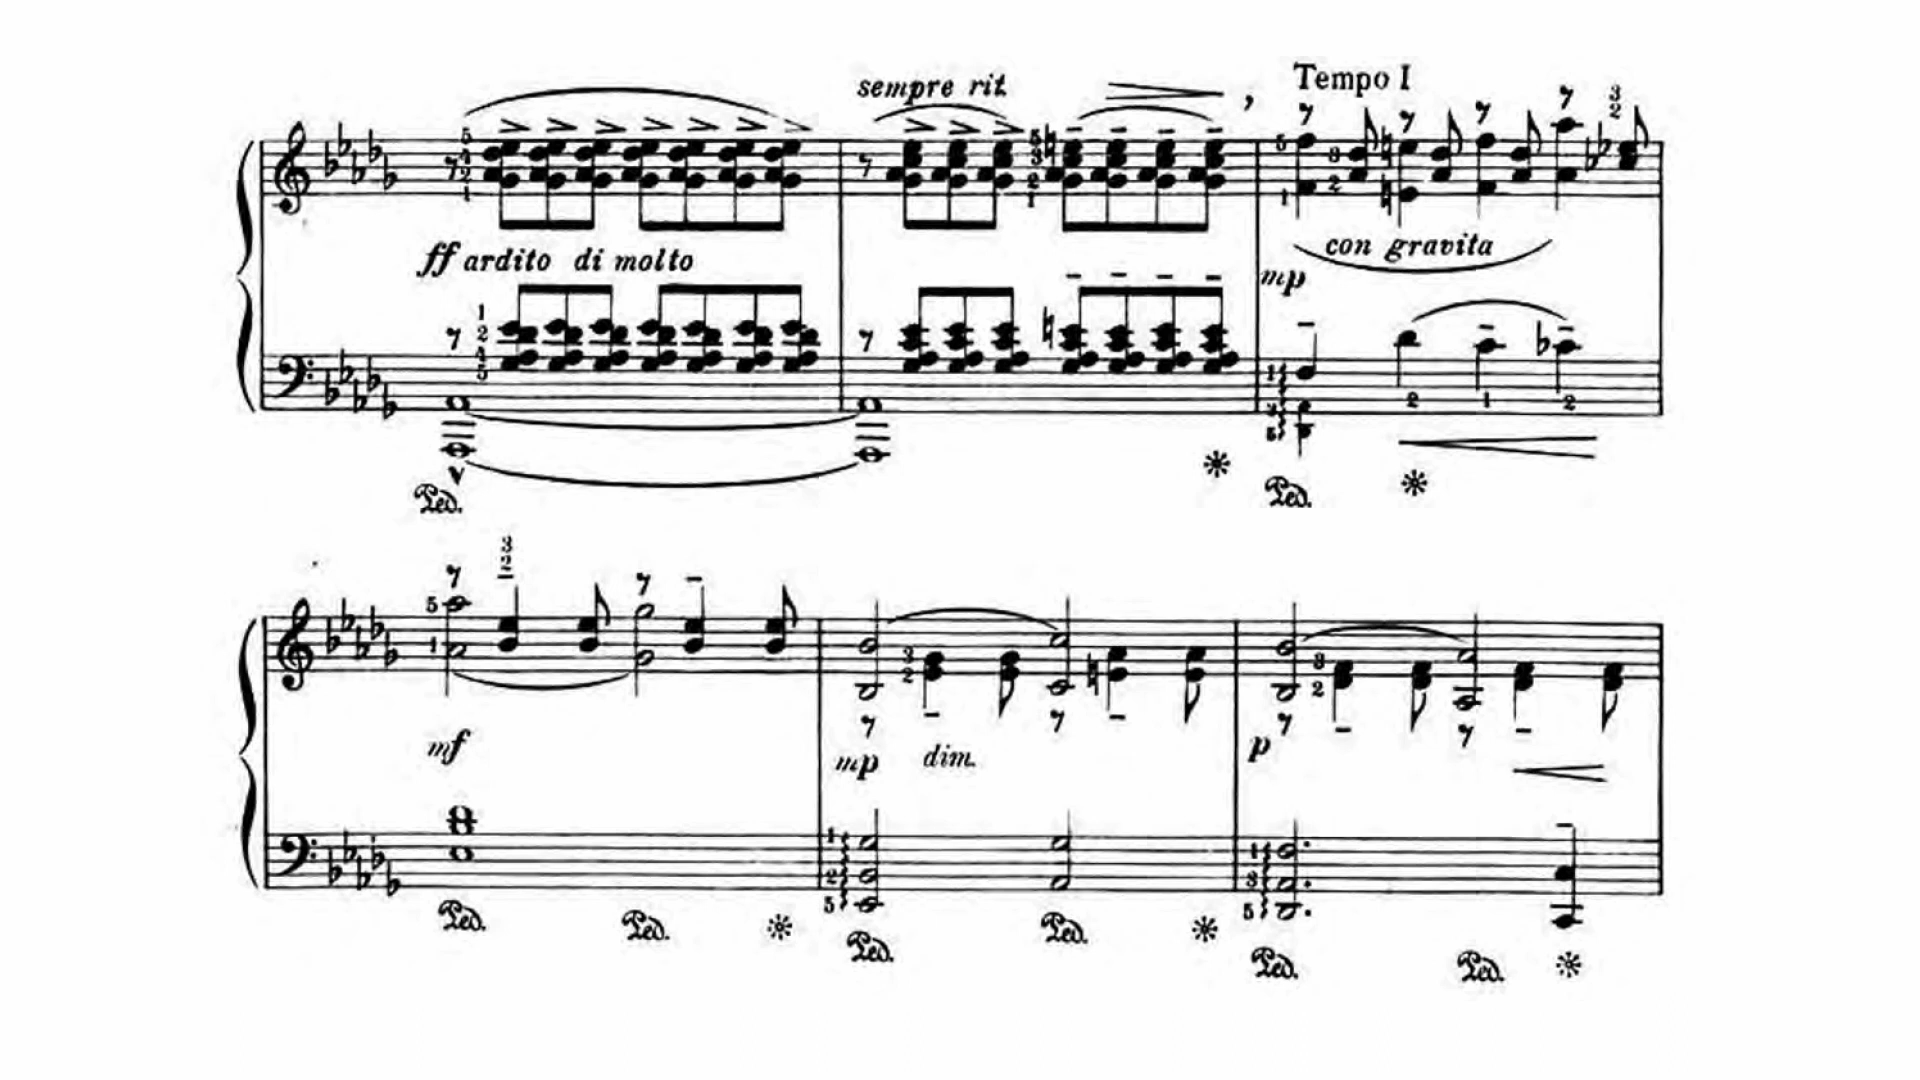 sempre rit.
Tempo I
ff ardito di molto
con gravita
mp
Ped. Ped.
mf
mp dim.
p
Ped. Ped. Ped. Ped. Ped. Ped.